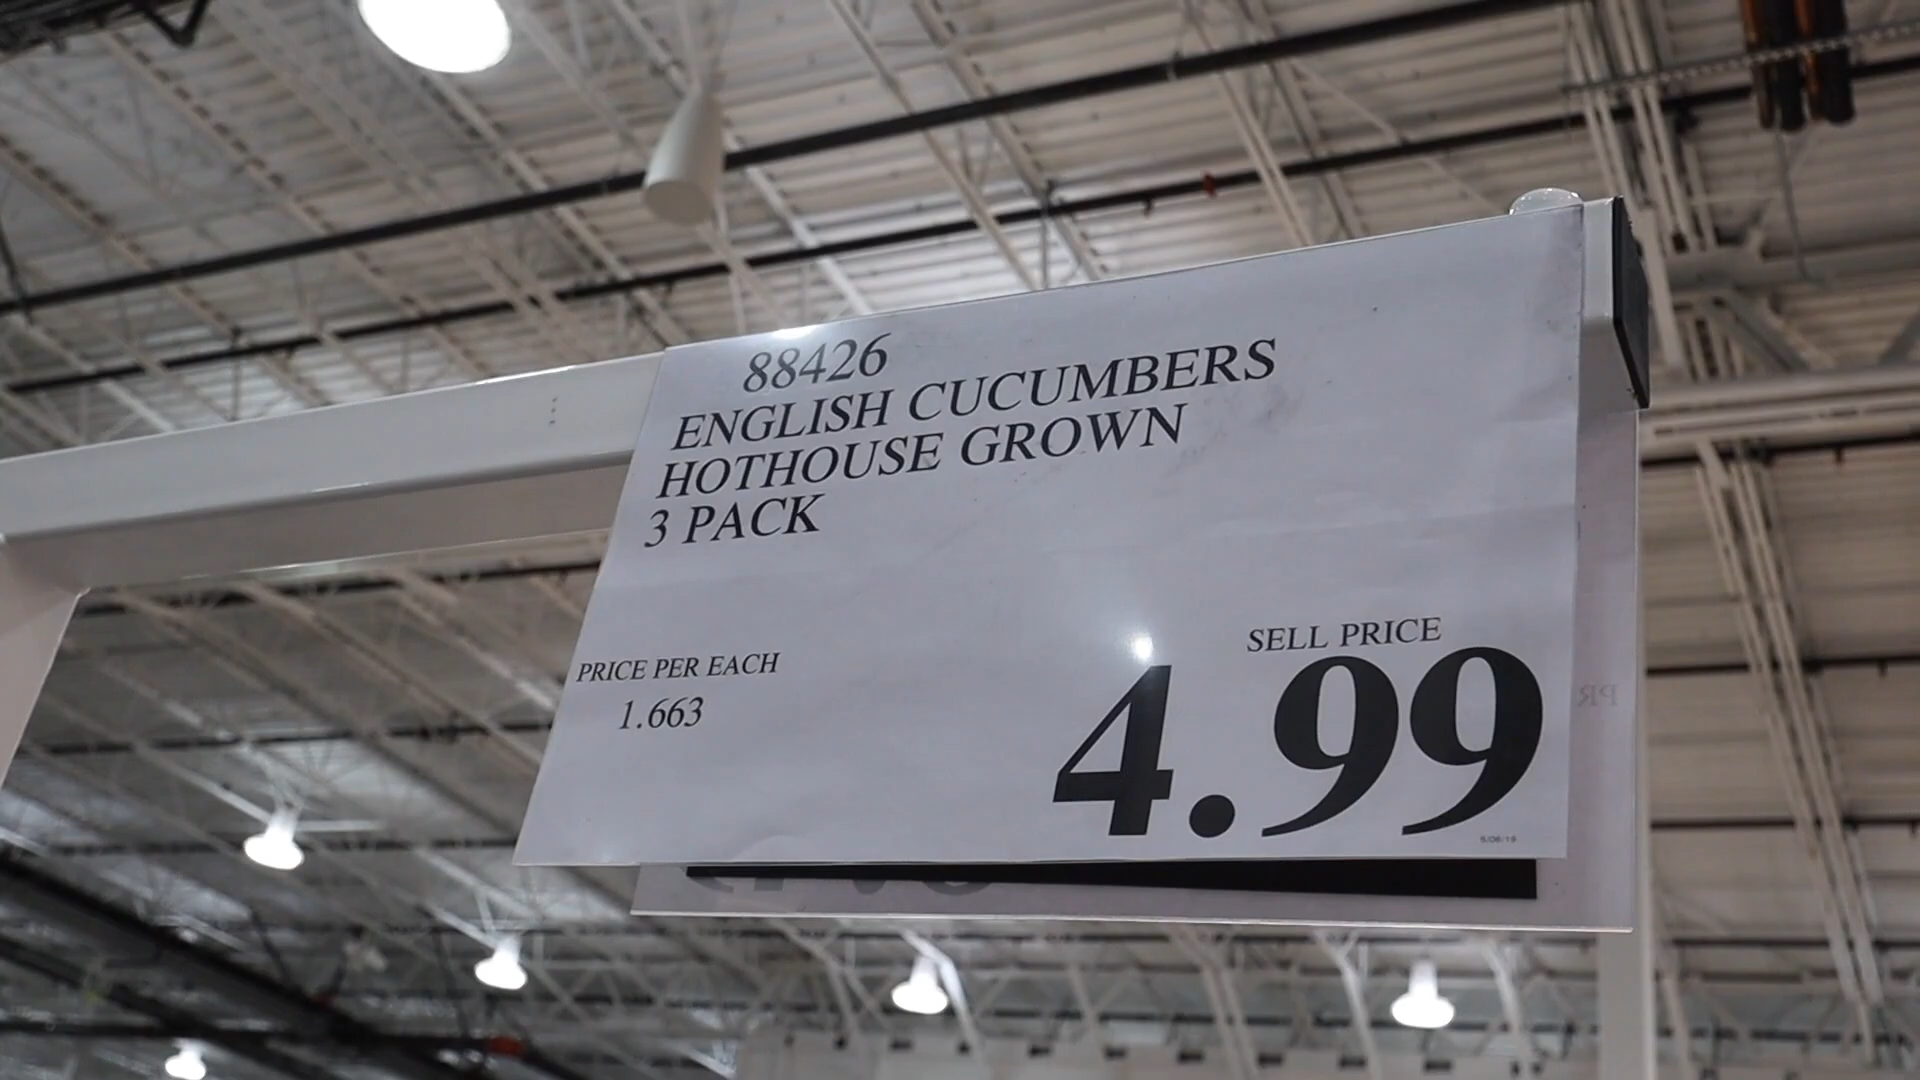 88426
ENGLISH CUCUMBERS
HOTHOUSE GROWN
3 PACK
PRICE PER EACH
1.663
SELL PRICE
4.99